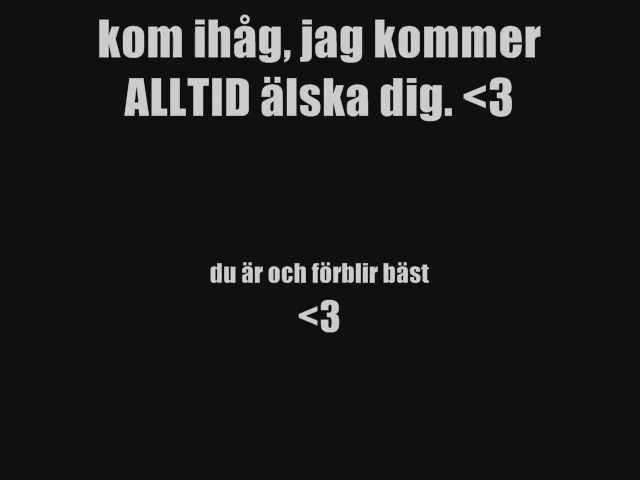 kom ihåg, jag kommer
ALLTID älska dig. <3
du är och förblir bäst
<3